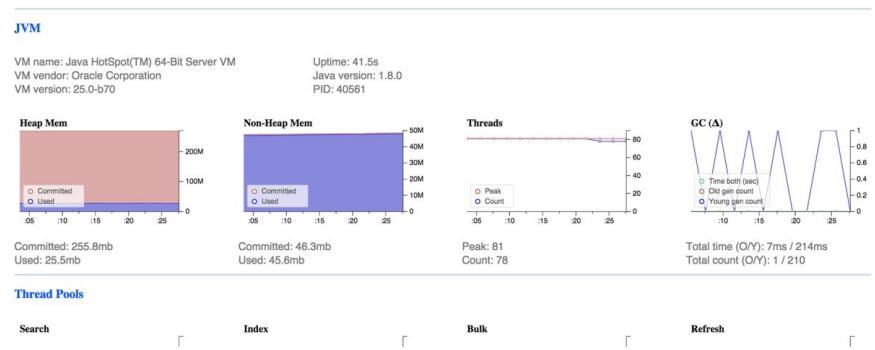 JVM
VM name: Java HotSpot(TM) 64-Bit Server VM
Uptime: 41.5s
VM vendor: Oracle Corporation
Java version: 1.8.0
VM version: 25.0-b70
PID: 40561
Heap Mem
200M
100M
0
Committed
Used
:05 :10 :15 :20 :25
Committed: 255.8mb
Used: 25.5mb
Non-Heap Mem
50M
40M
30M
20M
10M
0
Committed
Used
:05 :10 :15 :20 :25
Committed: 46.3mb
Used: 45.6mb
Threads
80
60
40
20
0
Peak
Count
:05 :10 :15 :20 :25
Peak: 81
Count: 78
GC (Δ)
1
0.8
0.6
0.4
0.2
0
Time both (sec)
Old gen count
Young gen count
:10 :15 :20 :25
Total time (O/Y): 7ms / 214ms
Total count (O/Y): 1 / 210
Thread Pools
Search
Index
Bulk
Refresh